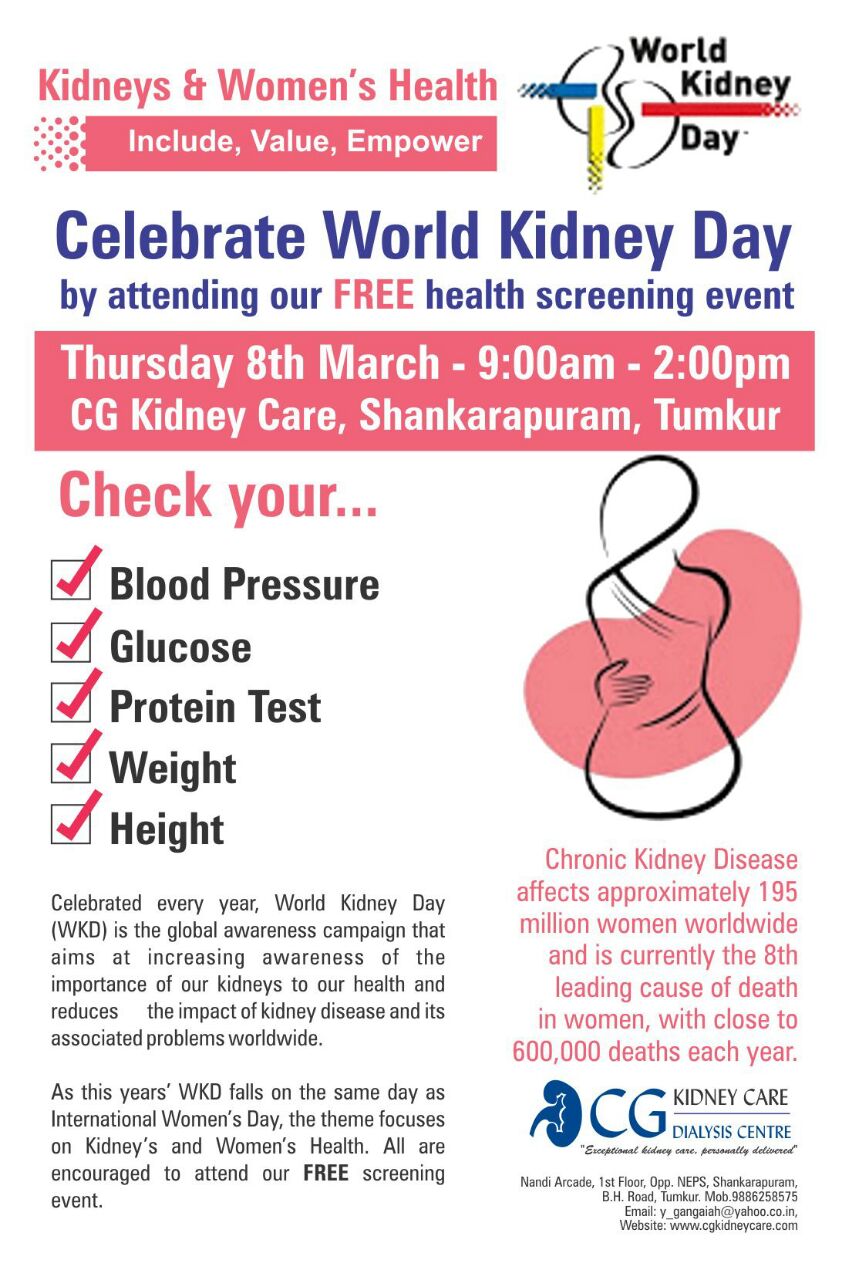 Kidneys & Women's Health
Include, Value, Empower
World
Kidney
Day
Celebrate World Kidney Day
by attending our FREE health screening event
Thursday 8th March - 9:00am - 2:00pm
CG Kidney Care, Shankarapuram, Tumkur
Check your...
Blood Pressure
Glucose
Protein Test
Weight
Height
Celebrated every year, World Kidney Day
(WKD) is the global awareness campaign that
aims at increasing awareness of the
importance of our kidneys to our health and
reduces the impact of kidney disease and its
associated problems worldwide.
As this years' WKD falls on the same day as
International Women's Day, the theme focuses
on Kidney's and Women's Health. All are
encouraged to attend our FREE screening
event.
Chronic Kidney Disease
affects approximately 195
million women worldwide
and is currently the 8th
leading cause of death
in women, with close to
600,000 deaths each year.
CG KIDNEY CARE
DIALYSIS CENTRE
"Exceptional kidney care, personally delivered"
Nandi Arcade, 1st Floor, Opp. NEPS, Shankarapuram,
B.H. Road, Tumkur. Mob.9886258575
Email: y_gangaiah@yahoo.co.in,
Website: www.cgkidneycare.com